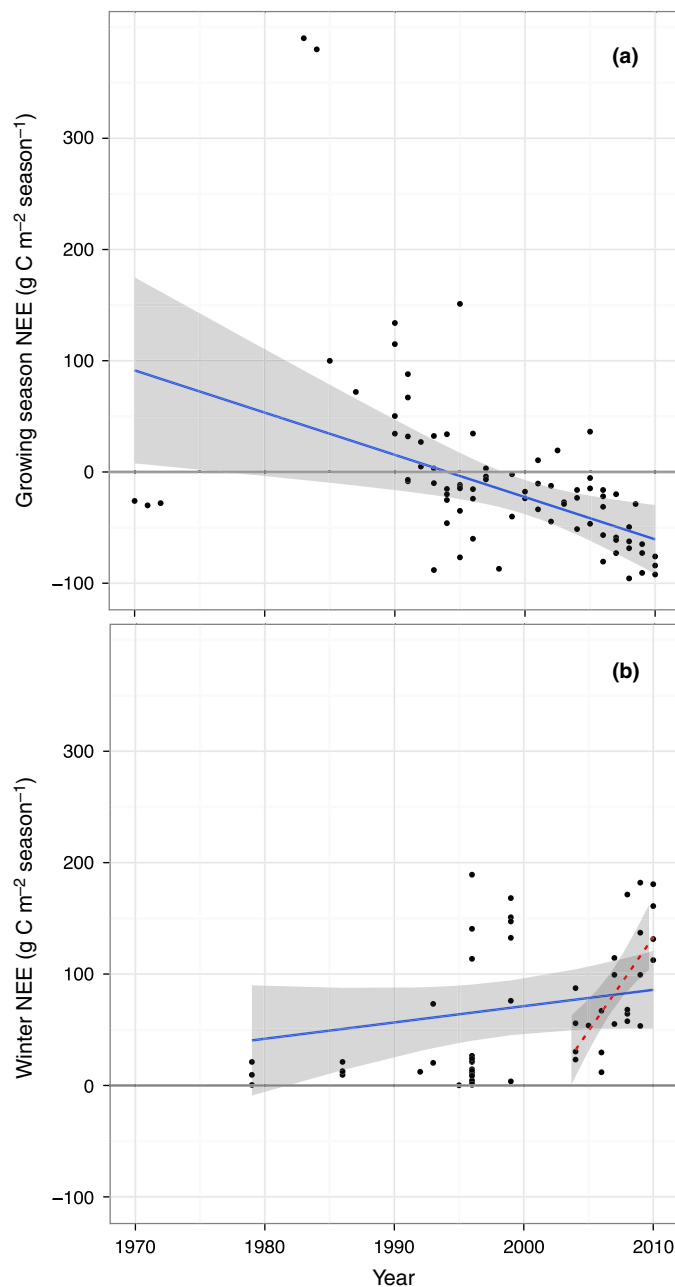 (a)
Growing season NEE (g C m⁻² season⁻¹)
300
200
100
0
−100
(b)
Winter NEE (g C m⁻² season⁻¹)
300
200
100
0
−100
1970 1980 1990 2000 2010
Year